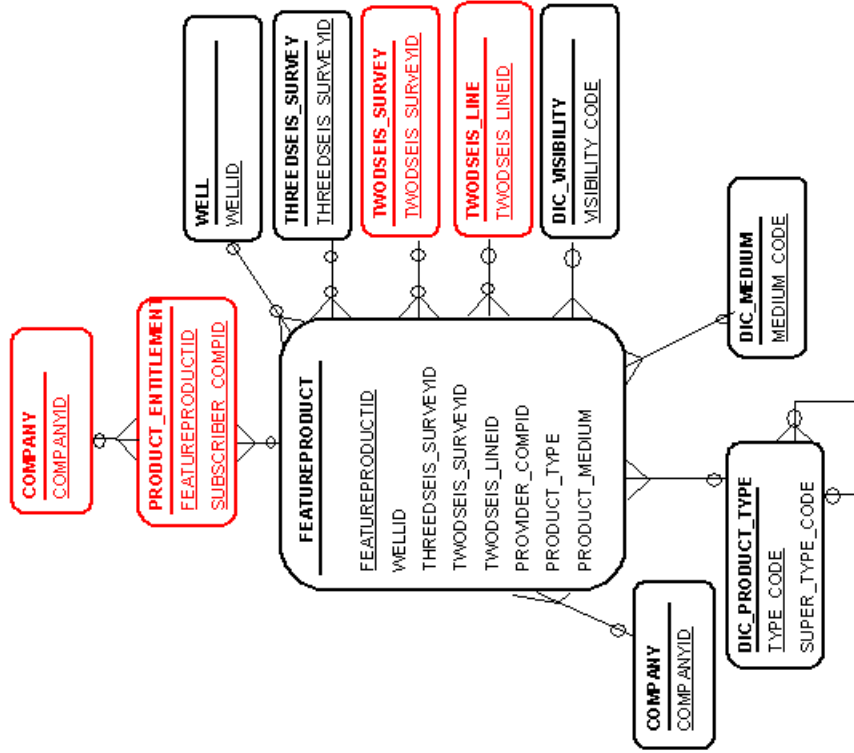 COMPANY
COMPANYID
PRODUCT_ENTITLEMENT
FEATUREPRODUCTID
SUBSCRIBER_COMPID
WELL
WELLID
THREEDSEIS_SURVEY
THREEDSEIS_SURVEYID
TWODSEIS_SURVEY
TWODSEIS_SURVEYID
TWODSEIS_LINE
TWODSEIS_LINEID
DIC_VISIBILITY
VISIBILITY_CODE
FEATUREPRODUCT
FEATUREPRODUCTID
WELLID
THREEDSEIS_SURVEYID
TWODSEIS_SURVEYID
TWODSEIS_LINEID
PROVIDER_COMPID
PRODUCT_TYPE
PRODUCT_MEDIUM
COMPANY
COMPANYID
DIC_PRODUCT_TYPE
TYPE_CODE
SUPER_TYPE_CODE
DIC_MEDIUM
MEDIUM_CODE